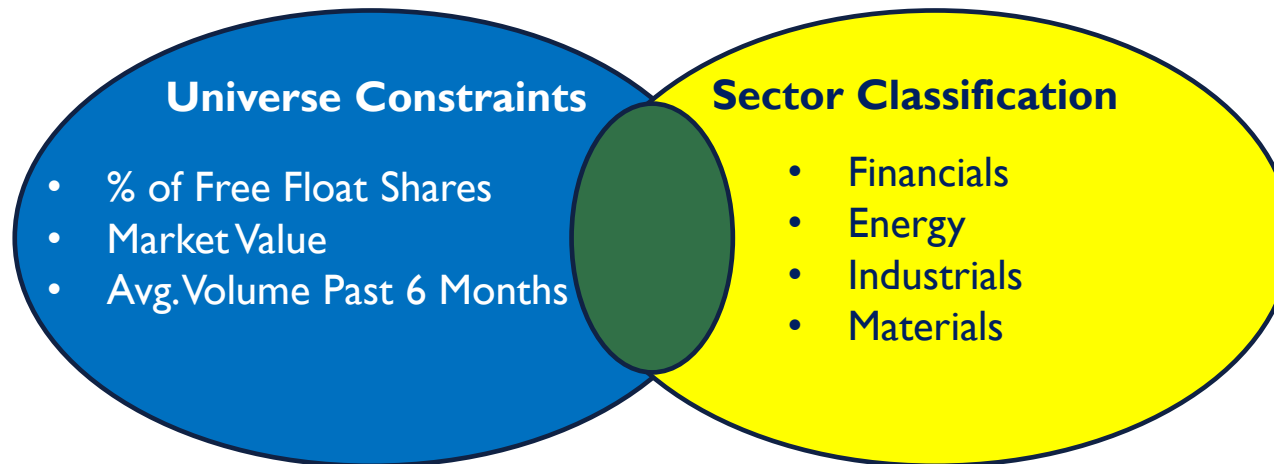 Universe Constraints
• % of Free Float Shares
• Market Value
• Avg. Volume Past 6 Months
Sector Classification
• Financials
• Energy
• Industrials
• Materials